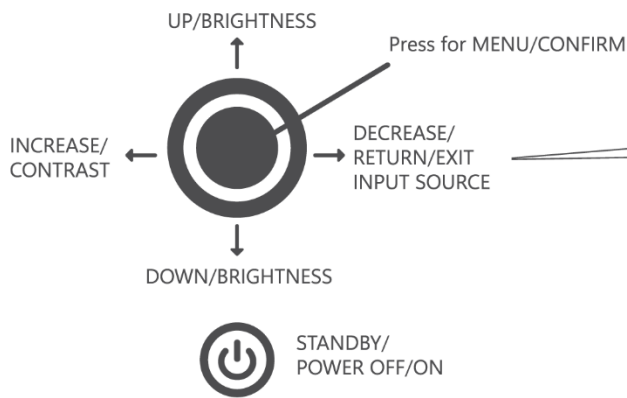 UP/BRIGHTNESS
Press for MENU/CONFIRM
INCREASE/
CONTRAST
DECREASE/
RETURN/EXIT
INPUT SOURCE
DOWN/BRIGHTNESS
STANDBY/
POWER OFF/ON